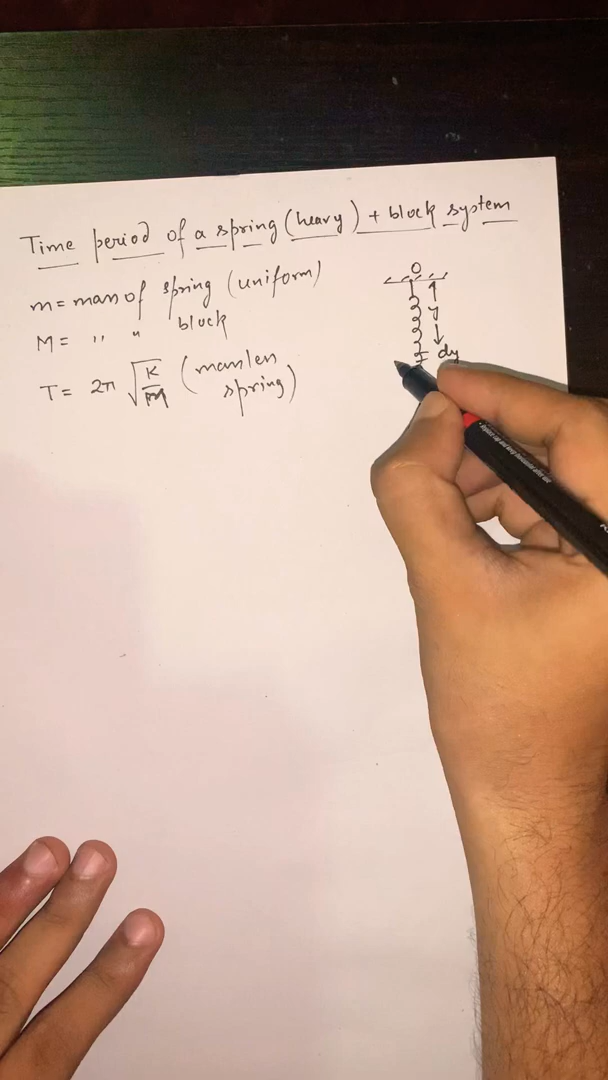 Time period of a spring (heavy) + block system
m = mass of spring (uniform)
M = " " block
T = 2π √K/m (massless spring)
O
y
dy